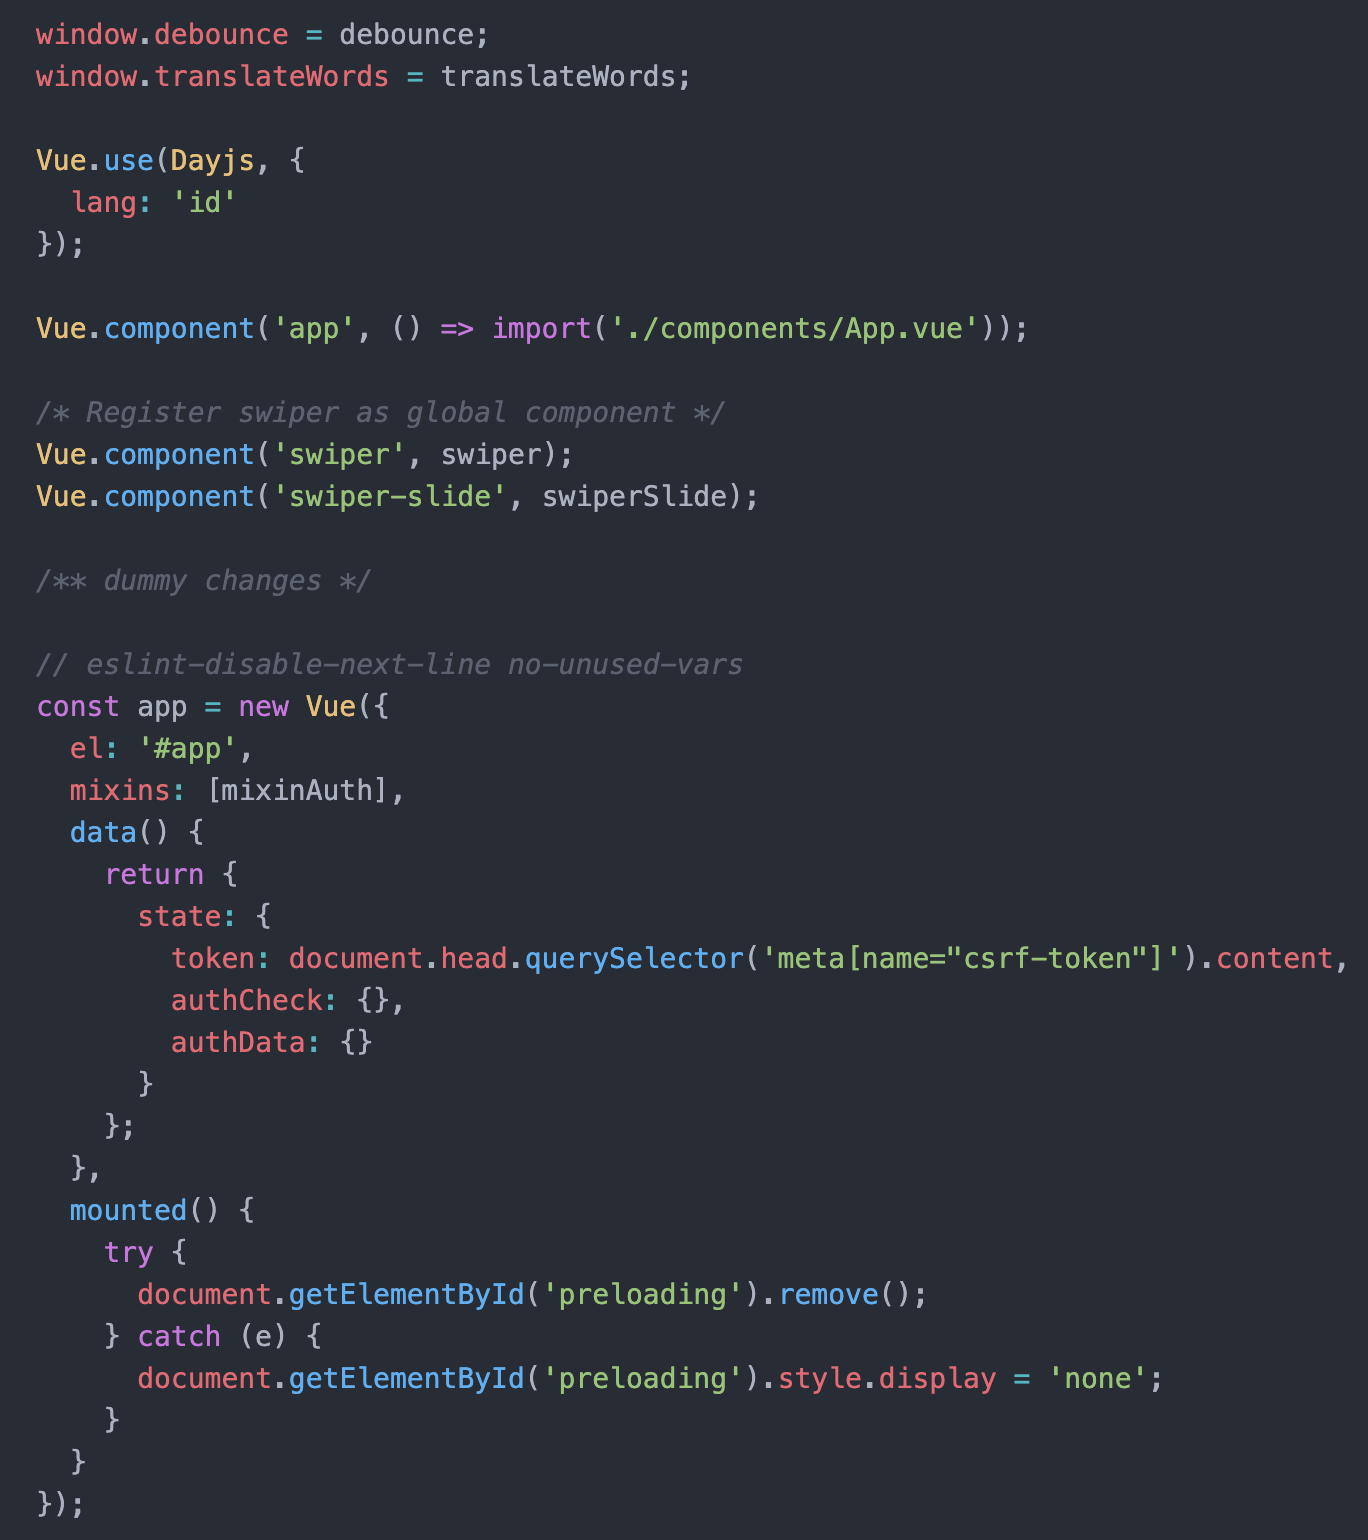 window.debounce = debounce;
window.translateWords = translateWords;

Vue.use(Dayjs, {
  lang: 'id'
});

Vue.component('app', () => import('./components/App.vue'));

/* Register swiper as global component */
Vue.component('swiper', swiper);
Vue.component('swiper-slide', swiperSlide);

/** dummy changes */

// eslint-disable-next-line no-unused-vars
const app = new Vue({
  el: '#app',
  mixins: [mixinAuth],
  data() {
    return {
      state: {
        token: document.head.querySelector('meta[name="csrf-token"]').content,
        authCheck: {},
        authData: {}
      }
    };
  },
  mounted() {
    try {
      document.getElementById('preloading').remove();
    } catch (e) {
      document.getElementById('preloading').style.display = 'none';
    }
  }
});